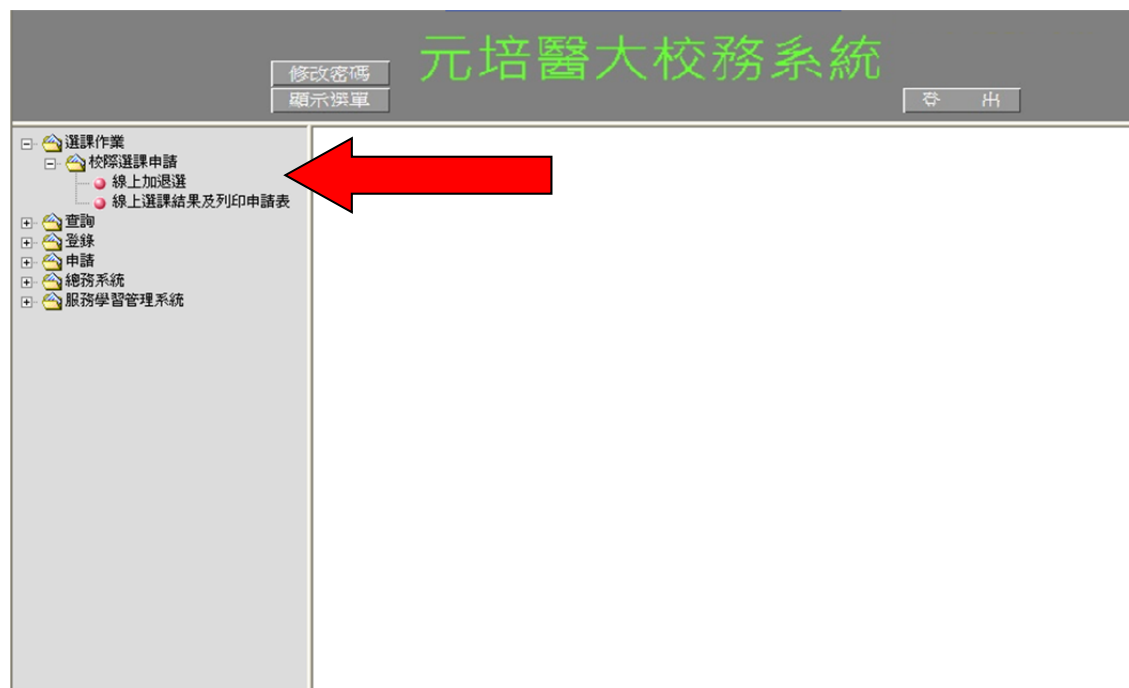 元培醫大校務系統
修改密碼
顯示選單
登 出
選課作業
校際選課申請
線上加退選
線上選課結果及列印申請表
查詢
登錄
申請
總務系統
服務學習管理系統